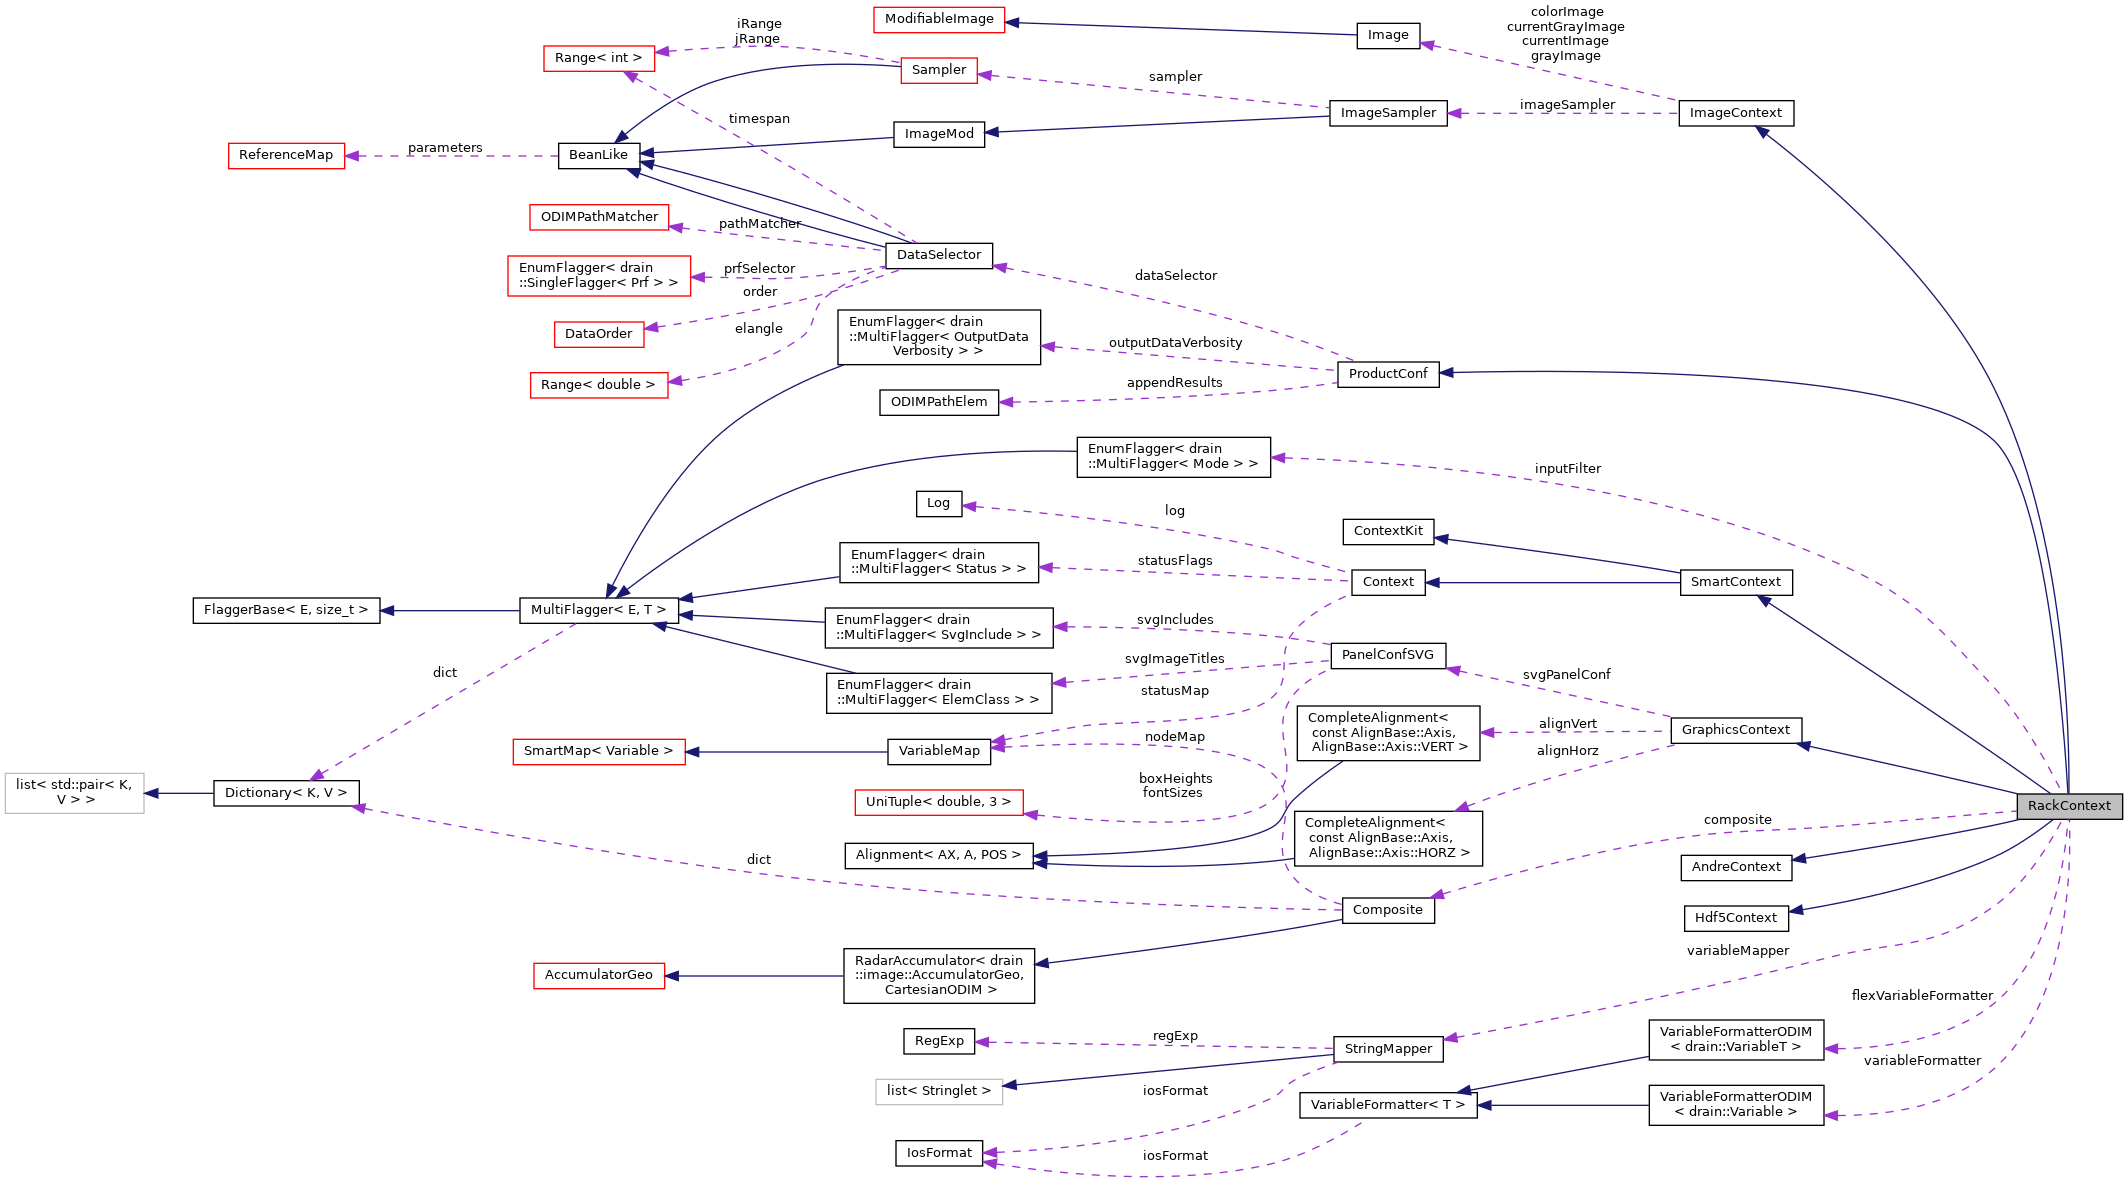 colorImage
currentGrayImage
currentImage
grayImage
ModifiableImage
iRange
jRange
Image
Range< int >
Sampler
sampler
imageSampler
ImageSampler
ImageContext
timespan
ImageMod
parameters
ReferenceMap
BeanLike
ODIMPathMatcher
pathMatcher
DataSelector
EnumFlagger< drain
::SingleFlagger< Prf > >
prfSelector
dataSelector
order
DataOrder
elangle
EnumFlagger< drain
::MultiFlagger< OutputData
Verbosity > >
outputDataVerbosity
ProductConf
Range< double >
appendResults
ODIMPathElem
EnumFlagger< drain
::MultiFlagger< Mode > >
inputFilter
Log
log
ContextKit
EnumFlagger< drain
::MultiFlagger< Status > >
statusFlags
Context
SmartContext
FlaggerBase< E, size_t >
MultiFlagger< E, T >
EnumFlagger< drain
::MultiFlagger< SvgInclude > >
svgIncludes
PanelConfSVG
svgImageTitles
svgPanelConf
dict
EnumFlagger< drain
::MultiFlagger< ElemClass > >
statusMap
CompleteAlignment<
const AlignBase::Axis,
AlignBase::Axis::VERT >
alignVert
GraphicsContext
nodeMap
alignHorz
SmartMap< Variable >
VariableMap
boxHeights
fontSizes
list< std::pair< K,
V > >
Dictionary< K, V >
UniTuple< double, 3 >
RackContext
composite
CompleteAlignment<
const AlignBase::Axis,
AlignBase::Axis::HORZ >
dict
Alignment< AX, A, POS >
AndreContext
Composite
Hdf5Context
variableMapper
AccumulatorGeo
RadarAccumulator< drain
::image::AccumulatorGeo,
CartesianODIM >
flexVariableFormatter
RegExp
regExp
StringMapper
VariableFormatterODIM
< drain::VariableT >
variableFormatter
list< Stringlet >
iosFormat
VariableFormatter< T >
VariableFormatterODIM
< drain::Variable >
IosFormat
iosFormat